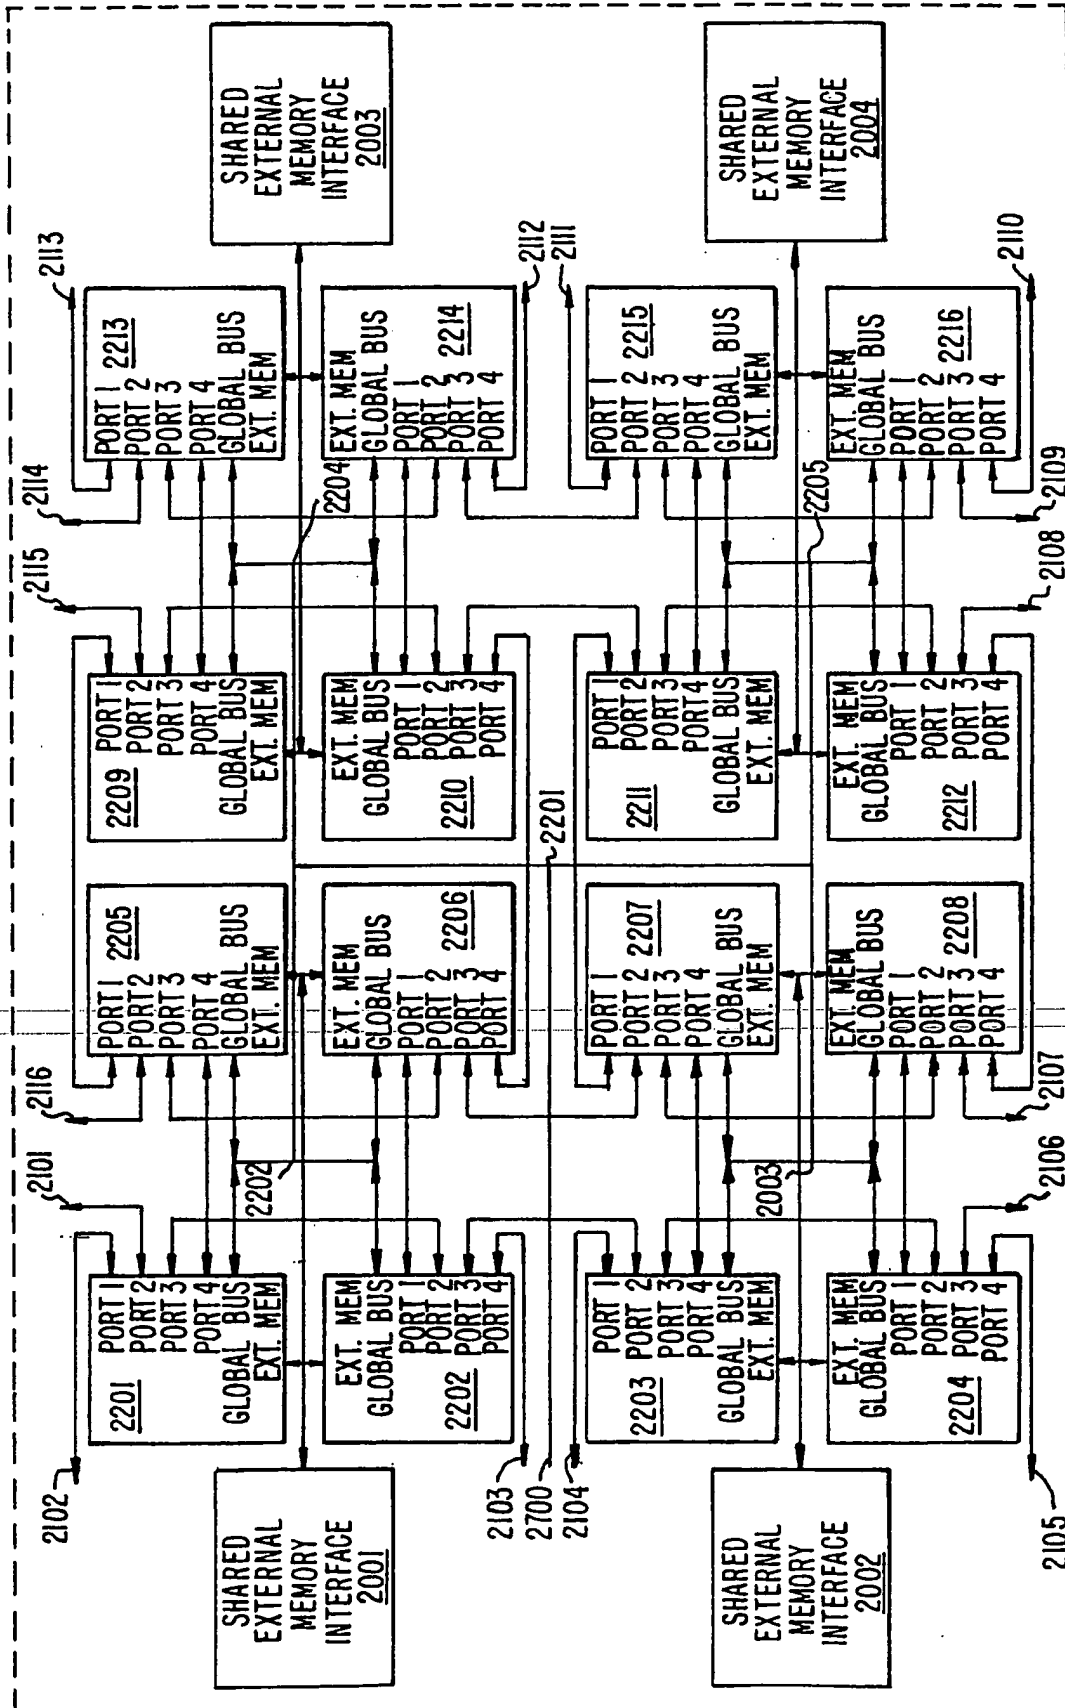 2102
2101
2116
2115
2114
2113
SHARED
EXTERNAL
MEMORY
INTERFACE
2001
2201
PORT 1
PORT 2
PORT 3
PORT 4
GLOBAL BUS
EXT. MEM
2205
PORT 1
PORT 2
PORT 3
PORT 4
GLOBAL BUS
EXT. MEM
2209
PORT 1
PORT 2
PORT 3
PORT 4
GLOBAL BUS
EXT. MEM
2213
PORT 1
PORT 2
PORT 3
PORT 4
GLOBAL BUS
EXT. MEM
SHARED
EXTERNAL
MEMORY
INTERFACE
2003
2202
2204
2202
EXT. MEM
GLOBAL BUS
PORT 1
PORT 2
PORT 3
PORT 4
2206
EXT. MEM
GLOBAL BUS
PORT 1
PORT 2
PORT 3
PORT 4
2210
EXT. MEM
GLOBAL BUS
PORT 1
PORT 2
PORT 3
PORT 4
2214
EXT. MEM
GLOBAL BUS
PORT 1
PORT 2
PORT 3
PORT 4
2103
2700
2104
2201
2112
2111
SHARED
EXTERNAL
MEMORY
INTERFACE
2002
2203
PORT 1
PORT 2
PORT 3
PORT 4
GLOBAL BUS
EXT. MEM
2207
PORT 1
PORT 2
PORT 3
PORT 4
GLOBAL BUS
EXT. MEM
2211
PORT 1
PORT 2
PORT 3
PORT 4
GLOBAL BUS
EXT. MEM
2215
PORT 1
PORT 2
PORT 3
PORT 4
GLOBAL BUS
EXT. MEM
SHARED
EXTERNAL
MEMORY
INTERFACE
2004
2003
2205
2204
EXT. MEM
GLOBAL BUS
PORT 1
PORT 2
PORT 3
PORT 4
2208
EXT. MEM
GLOBAL BUS
PORT 1
PORT 2
PORT 3
PORT 4
2212
EXT. MEM
GLOBAL BUS
PORT 1
PORT 2
PORT 3
PORT 4
2216
EXT. MEM
GLOBAL BUS
PORT 1
PORT 2
PORT 3
PORT 4
2105
2106
2107
2108
2109
2110